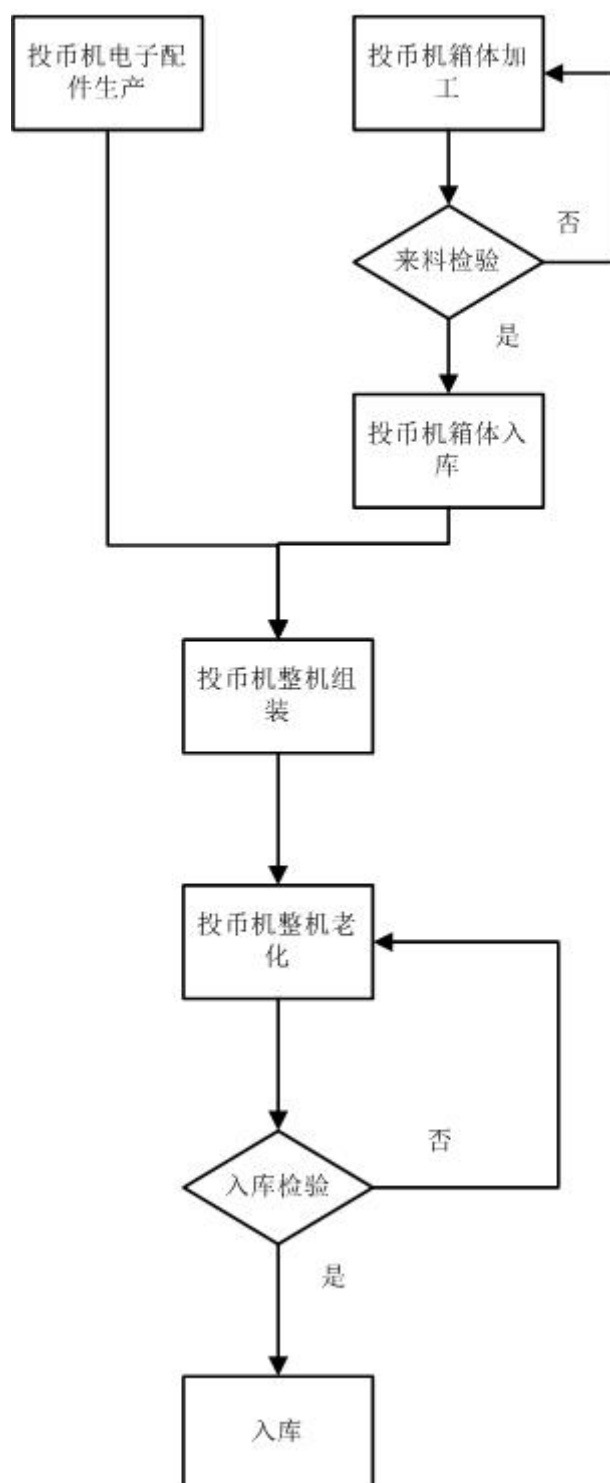 投币机电子配
件生产
投币机箱体加
工
来料检验
否
是
投币机箱体入
库
投币机整机组
装
投币机整机老
化
入库检验
否
是
入库